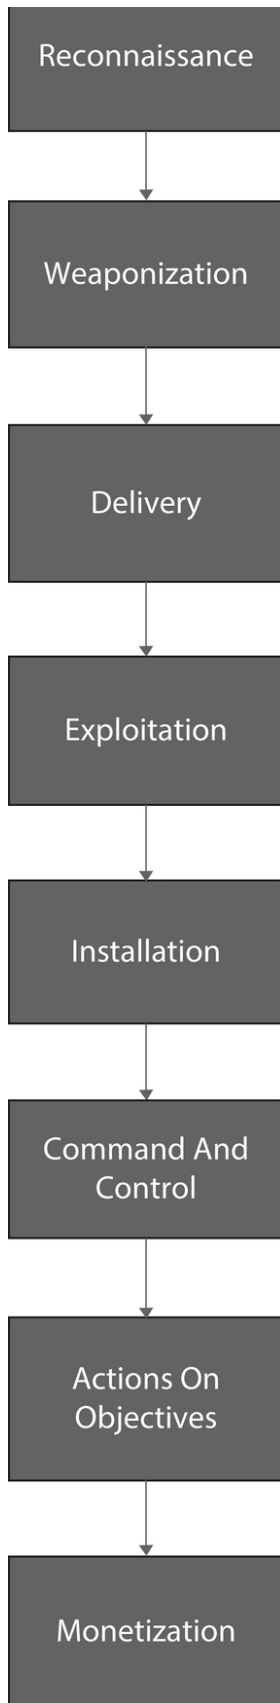 Reconnaissance
Weaponization
Delivery
Exploitation
Installation
Command And
Control
Actions On
Objectives
Monetization